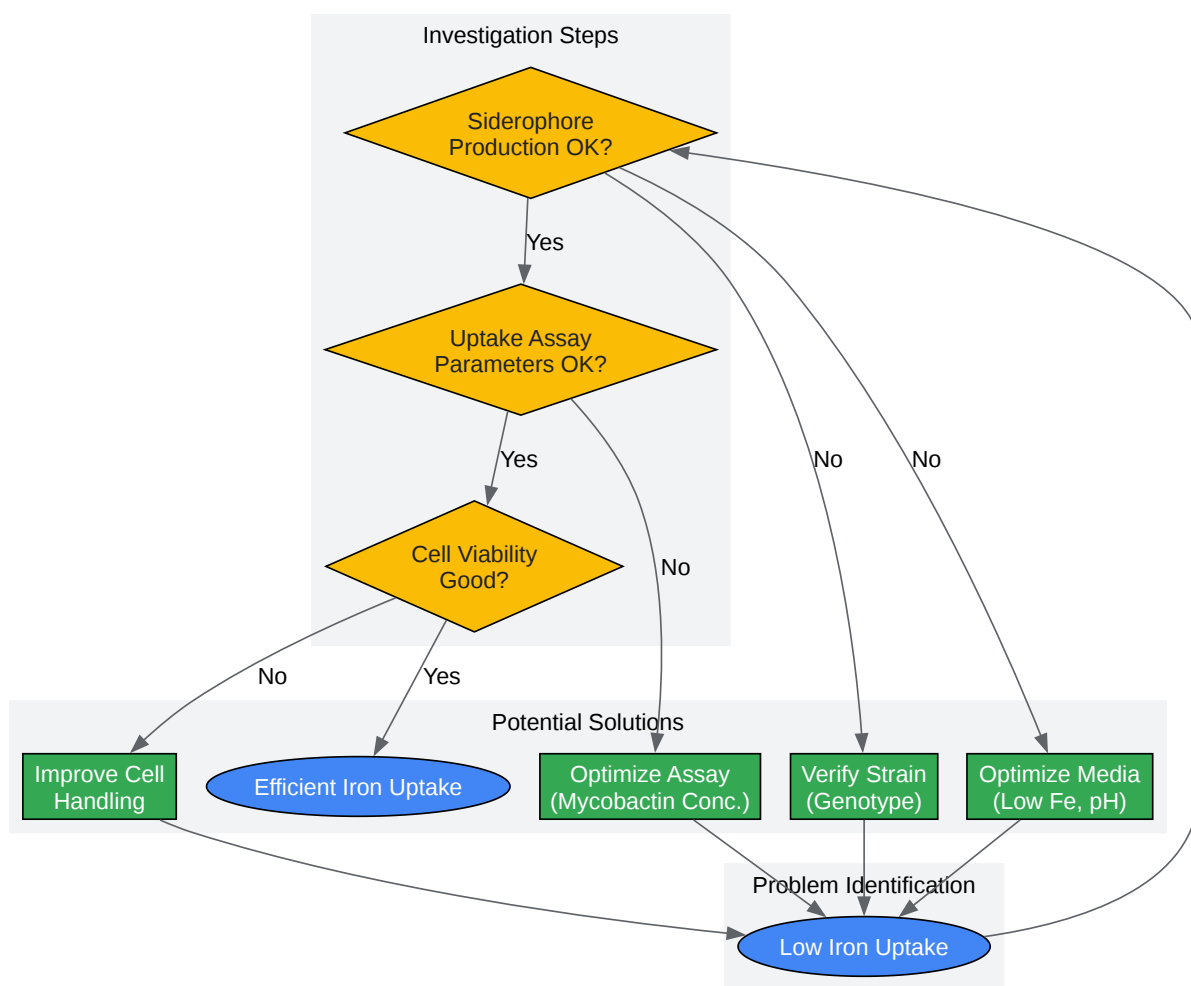 Investigation Steps
Siderophore
Production OK?
Yes
Uptake Assay
Parameters OK?
Yes
No
No
Cell Viability
Good?
No
No
Yes
Potential Solutions
Improve Cell
Handling
Efficient Iron Uptake
Optimize Assay
(Mycobactin Conc.)
Verify Strain
(Genotype)
Optimize Media
(Low Fe, pH)
Problem Identification
Low Iron Uptake